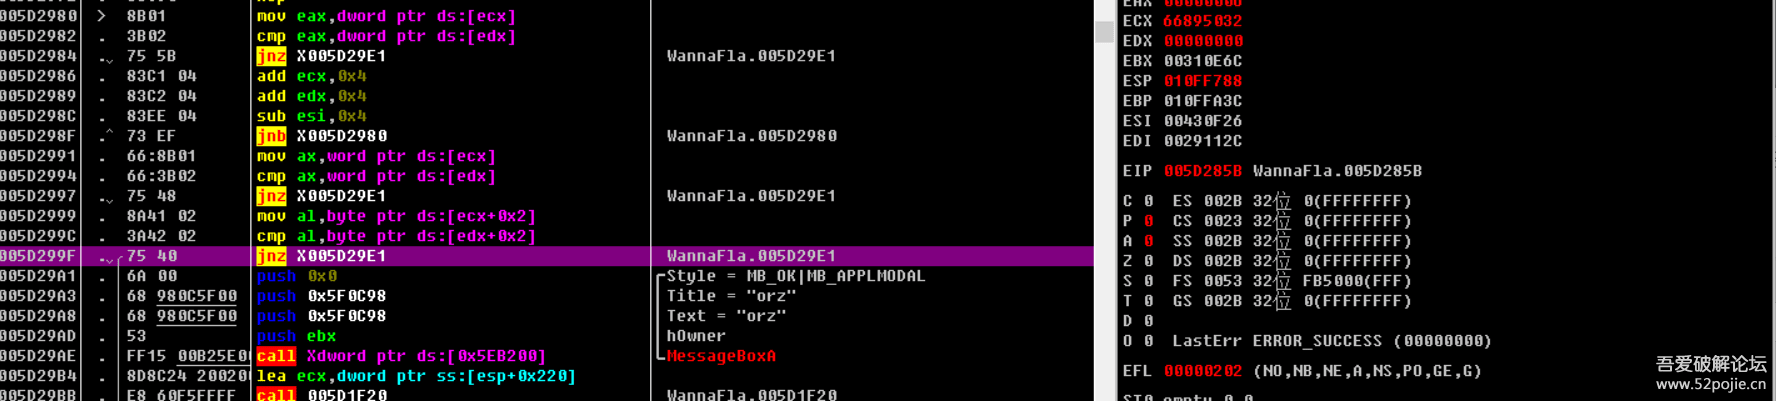 005D2980 > 8B01 mov eax,dword ptr ds:[ecx]
005D2982 . 3B02 cmp eax,dword ptr ds:[edx]
005D2984 .⌄ 75 5B jnz X005D29E1 WannaFla.005D29E1
005D2986 . 83C1 04 add ecx,0x4
005D2989 . 83C2 04 add edx,0x4
005D298C . 83EE 04 sub esi,0x4
005D298F .^ 73 EF jnb X005D2980 WannaFla.005D2980
005D2991 . 66:8B01 mov ax,word ptr ds:[ecx]
005D2994 . 66:3B02 cmp ax,word ptr ds:[edx]
005D2997 .⌄ 75 48 jnz X005D29E1 WannaFla.005D29E1
005D2999 . 8A41 02 mov al,byte ptr ds:[ecx+0x2]
005D299C . 3A42 02 cmp al,byte ptr ds:[edx+0x2]
005D299F .⌄ 75 40 jnz X005D29E1 WannaFla.005D29E1
005D29A1 . 6A 00 push 0x0 Style = MB_OK|MB_APPLMODAL
005D29A3 . 68 980C5F00 push 0x5F0C98 Title = "orz"
005D29A8 . 68 980C5F00 push 0x5F0C98 Text = "orz"
005D29AD . 53 push ebx hOwner
005D29AE . FF15 00B25E0 call Xdword ptr ds:[0x5EB200] MessageBoxA
005D29B4 . 8D8C24 20020 lea ecx,dword ptr ss:[esp+0x220]
005D29BB . E8 60F5FFFF call 005D1F20 WannaFla.005D1F20
EAX 00000000
ECX 66895032
EDX 00000000
EBX 00310E6C
ESP 010FF788
EBP 010FFA3C
ESI 00430F26
EDI 0029112C
EIP 005D285B WannaFla.005D285B
C 0 ES 002B 32位 0(FFFFFFFF)
P 0 CS 0023 32位 0(FFFFFFFF)
A 0 SS 002B 32位 0(FFFFFFFF)
Z 0 DS 002B 32位 0(FFFFFFFF)
S 0 FS 0053 32位 FB5000(FFF)
T 0 GS 002B 32位 0(FFFFFFFF)
D 0
O 0 LastErr ERROR_SUCCESS (00000000)
EFL 00000202 (NO,NB,NE,A,NS,PO,GE,G)
ST0 empty 0.0
吾爱破解论坛
www.52pojie.cn